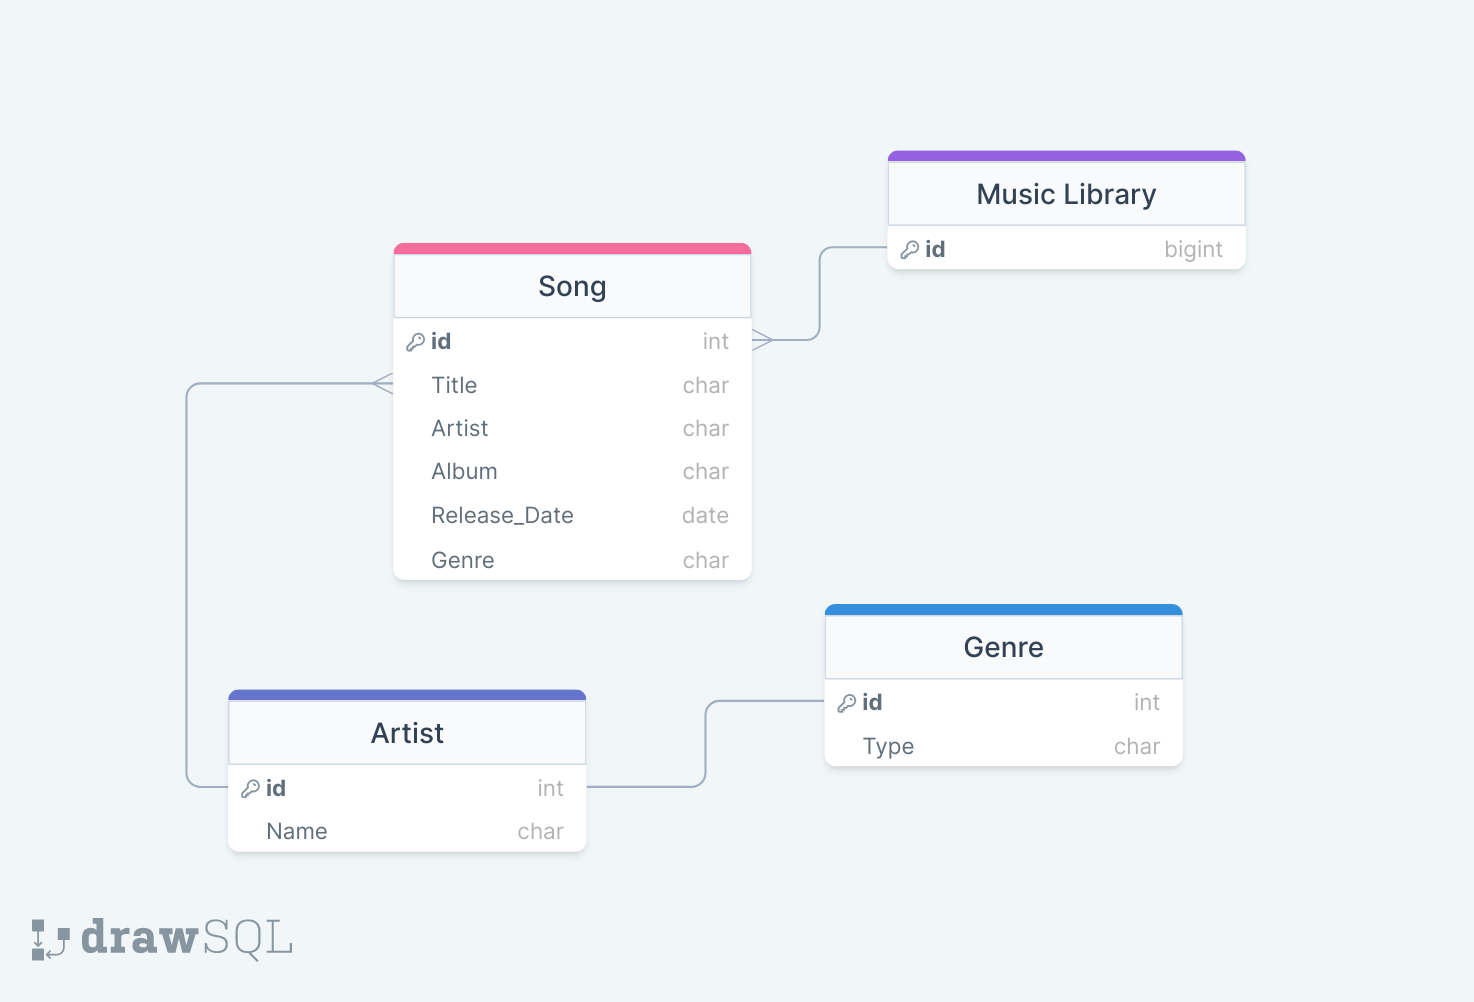 Music Library
id bigint
Song
id int
Title char
Artist char
Album char
Release_Date date
Genre char
Genre
id int
Type char
Artist
id int
Name char
drawSQL